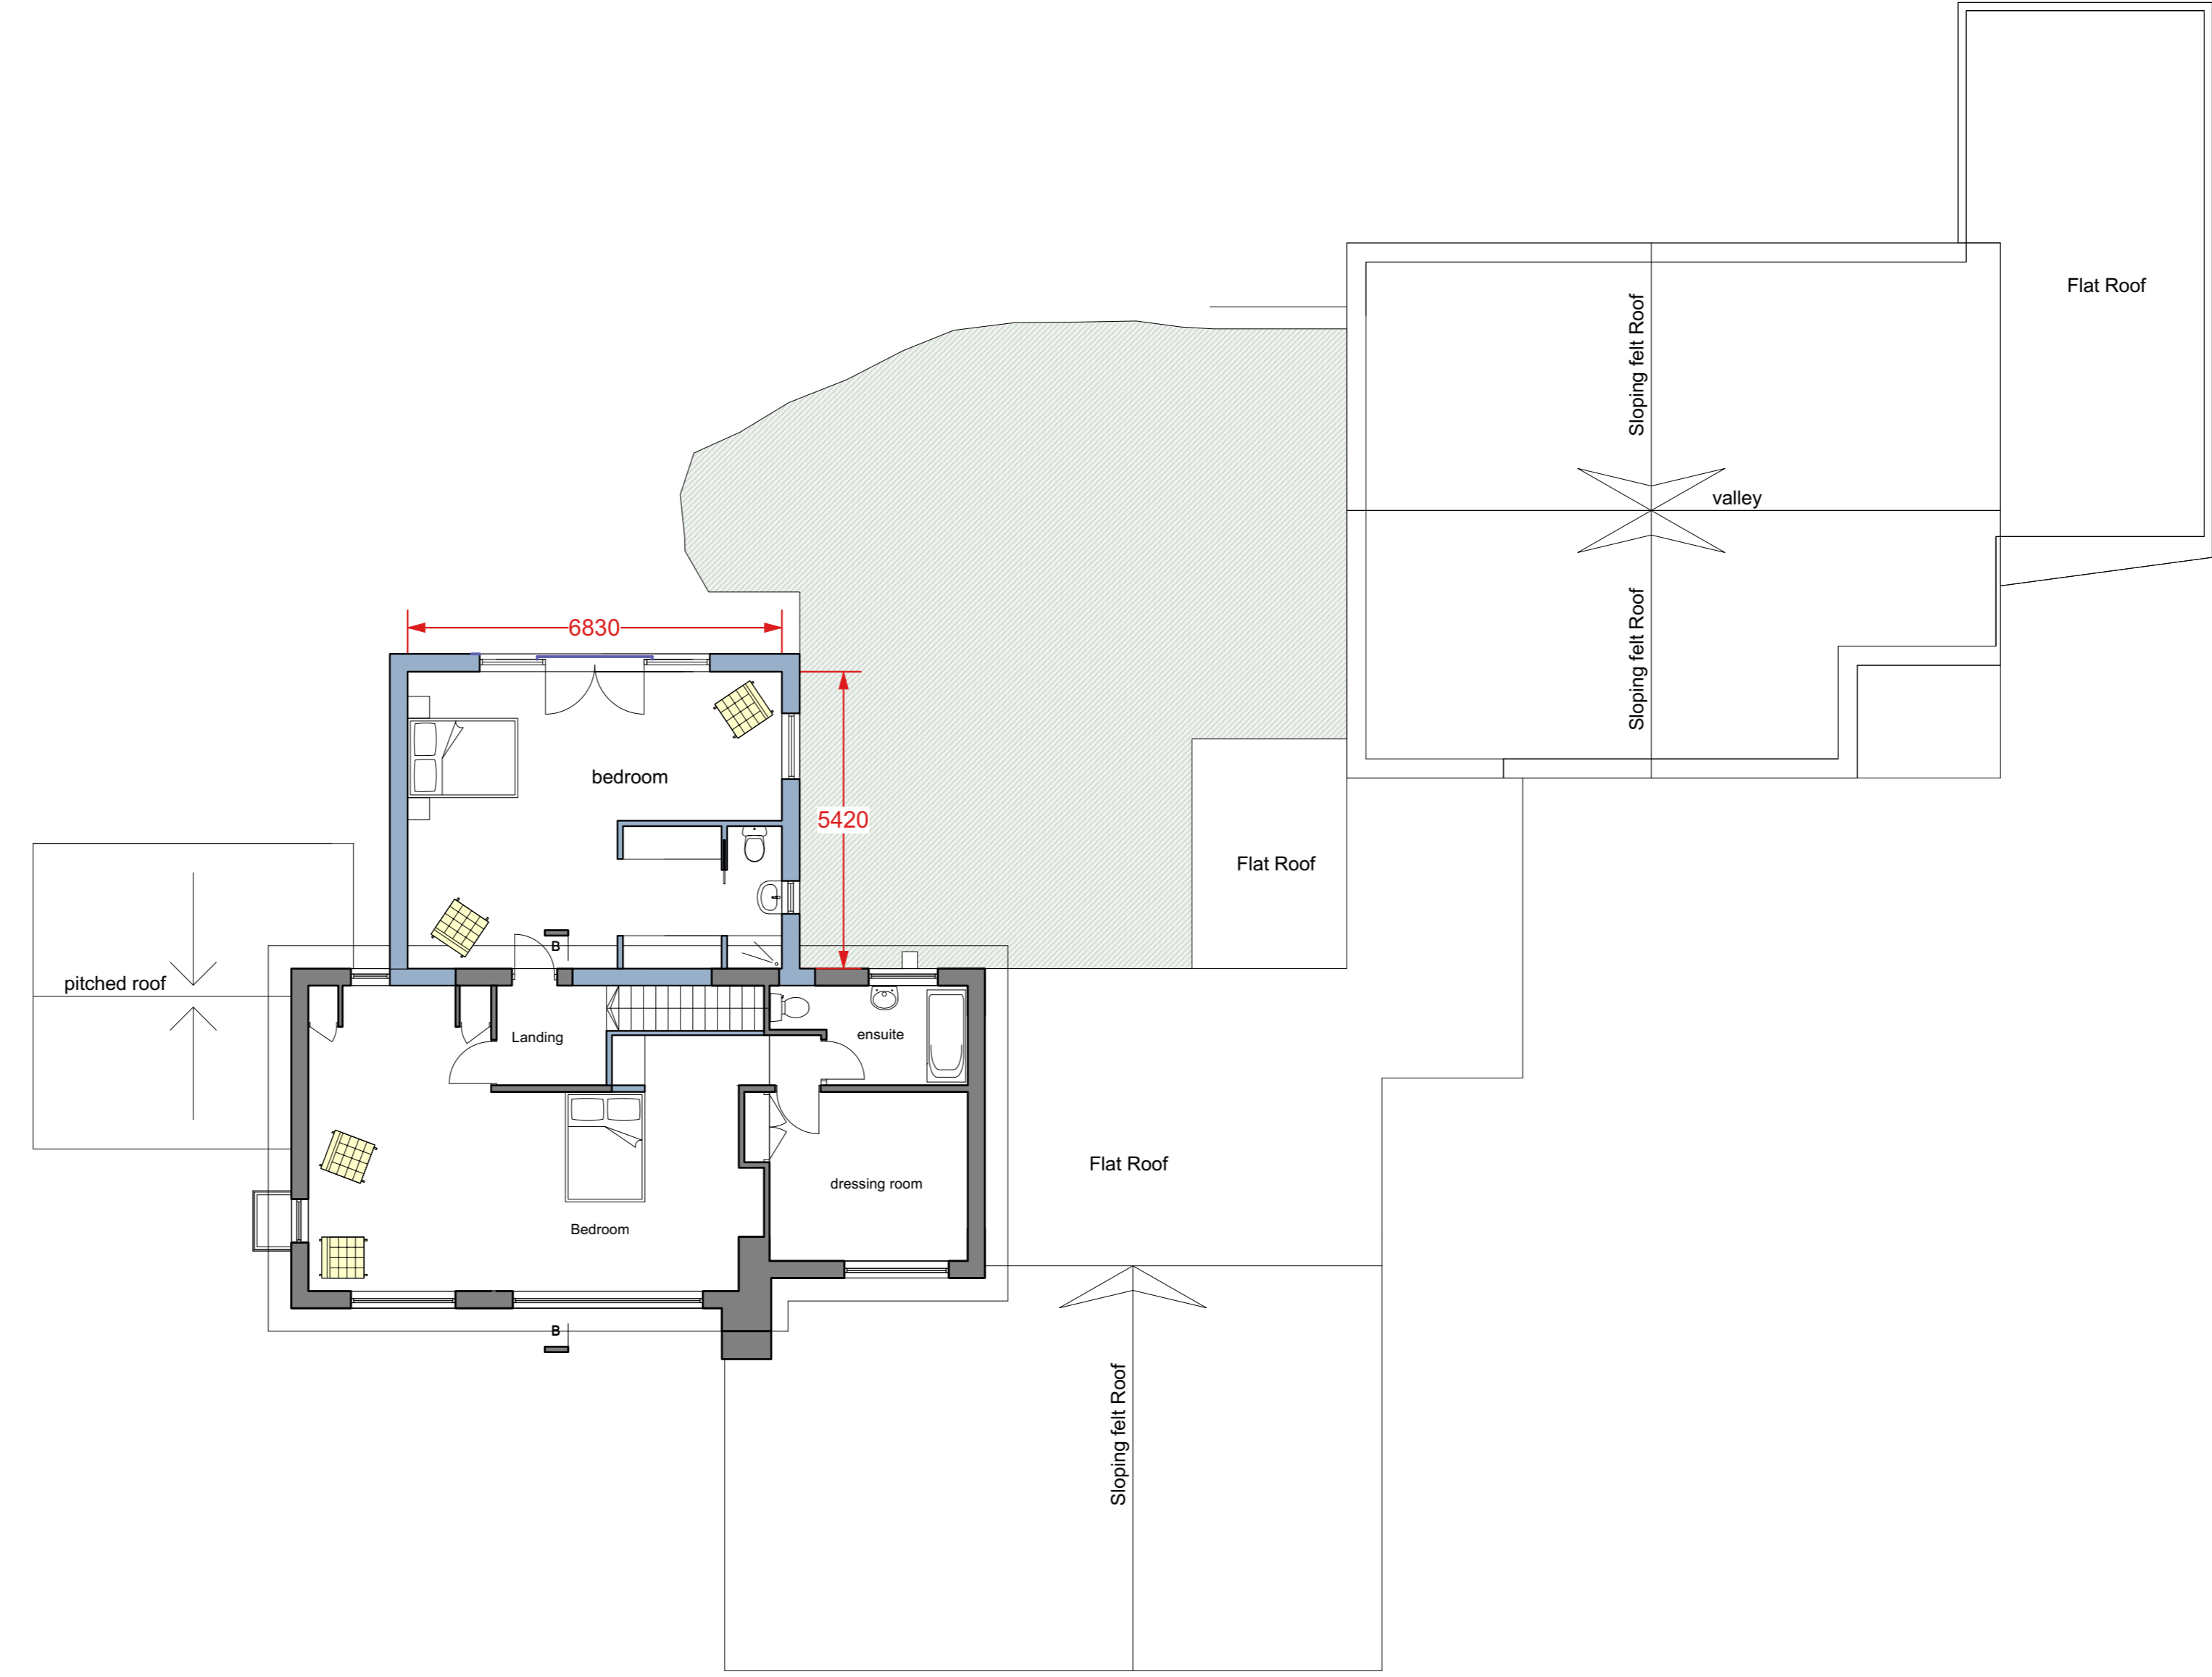 Flat Roof
Sloping felt Roof
valley
6830
Sloping felt Roof
bedroom
5420
Flat Roof
B
pitched roof
Landing
ensuite
Flat Roof
dressing room
Bedroom
B
Sloping felt Roof